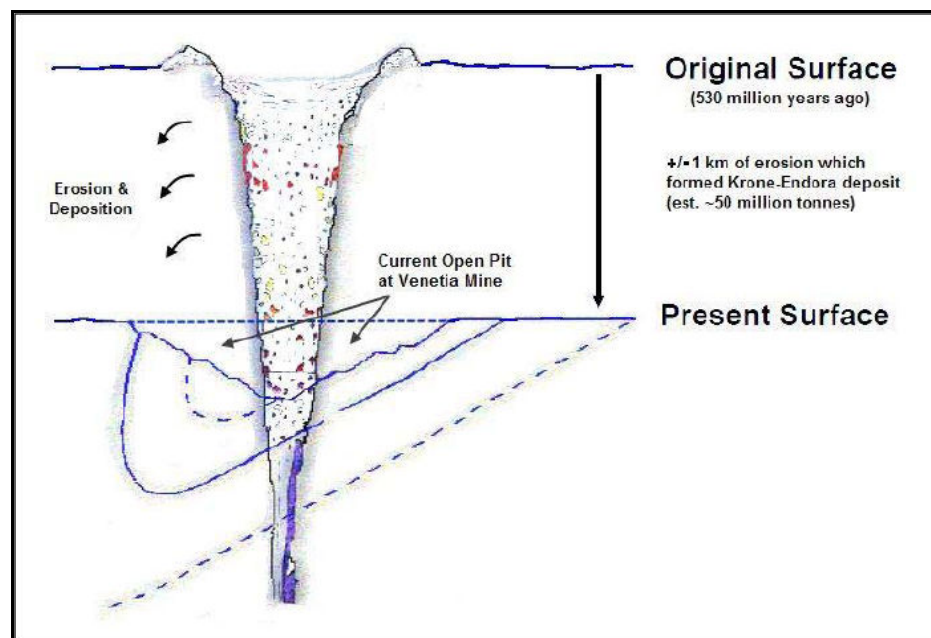 Original Surface
(530 million years ago)
+/- 1 km of erosion which
formed Krone-Endora deposit
(est. ~50 million tonnes)
Erosion &
Deposition
Current Open Pit
at Venetia Mine
Present Surface